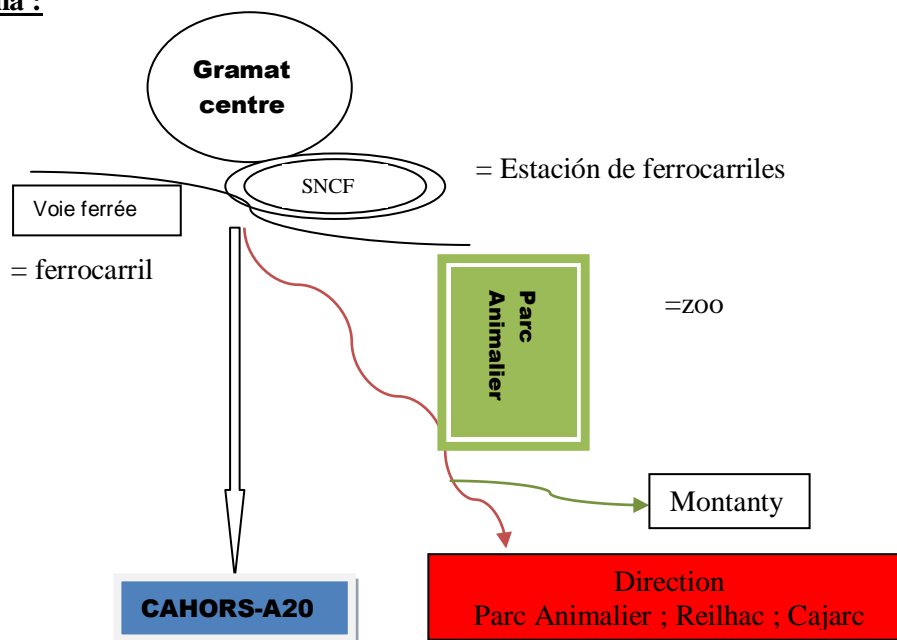 Gramat
centre
SNCF
= Estación de ferrocarriles
Voie ferrée
= ferrocarril
Parc
Animalier
=zoo
Montanty
CAHORS-A20
Direction
Parc Animalier ; Reilhac ; Cajarc